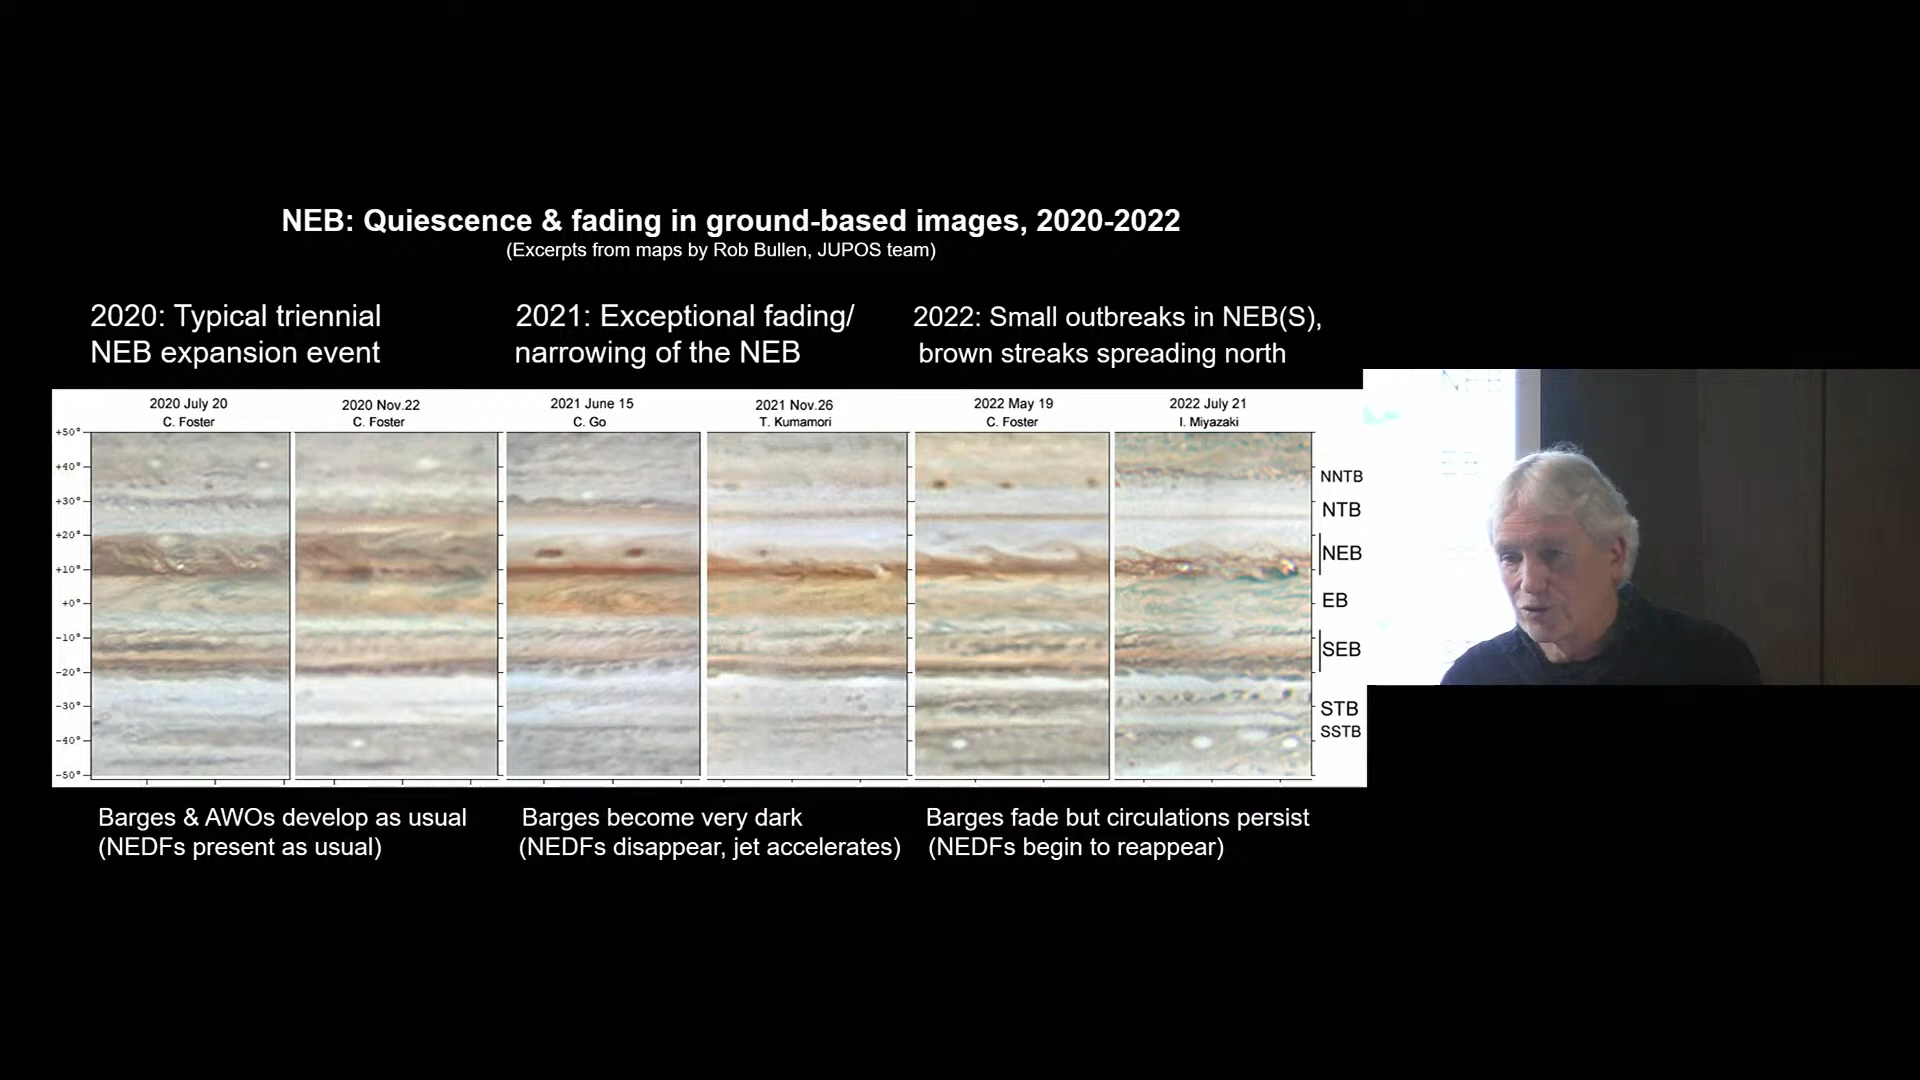 NEB: Quiescence & fading in ground-based images, 2020-2022
(Excerpts from maps by Rob Bullen, JUPOS team)
2020: Typical triennial
NEB expansion event
2021: Exceptional fading/
narrowing of the NEB
2022: Small outbreaks in NEB(S),
brown streaks spreading north
2020 July 20
C. Foster
2020 Nov.22
C. Foster
2021 June 15
C. Go
2021 Nov.26
T. Kumamori
2022 May 19
C. Foster
2022 July 21
I. Miyazaki
+50°
+40°
+30°
+20°
+10°
+0°
-10°
-20°
-30°
-40°
-50°
NNTB
NTB
NEB
EB
SEB
STB
SSTB
Barges & AWOs develop as usual
(NEDFs present as usual)
Barges become very dark
(NEDFs disappear, jet accelerates)
Barges fade but circulations persist
(NEDFs begin to reappear)